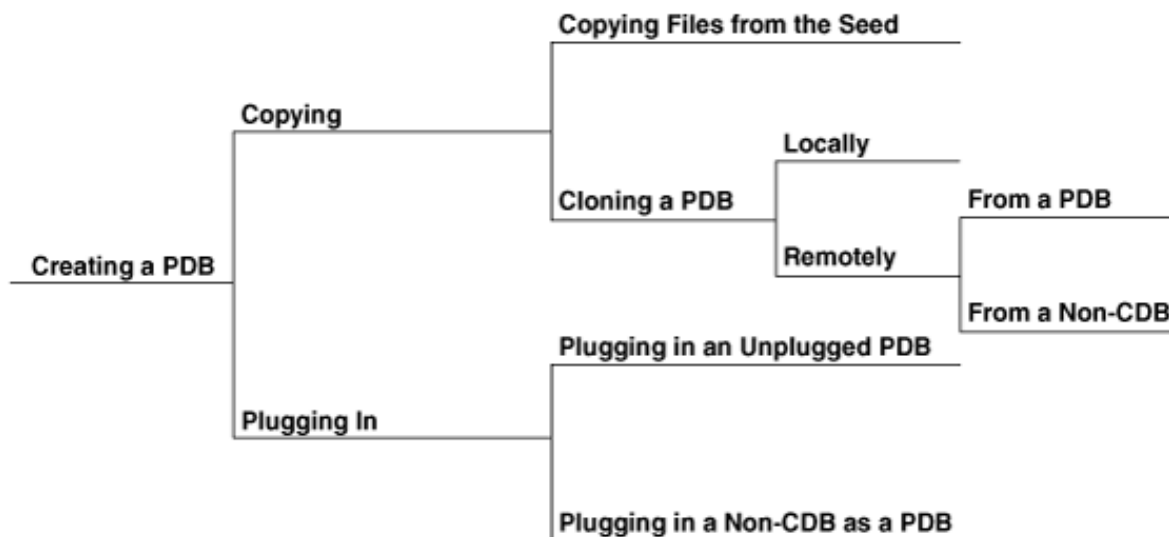 Copying Files from the Seed
Copying
Locally
Cloning a PDB
From a PDB
Remotely
Creating a PDB
From a Non-CDB
Plugging in an Unplugged PDB
Plugging In
Plugging in a Non-CDB as a PDB